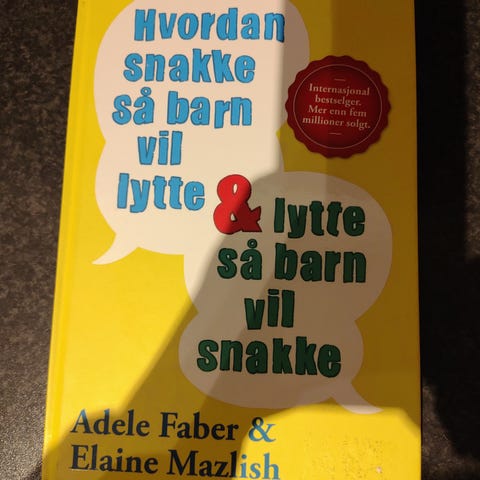 Hvordan
snakke
så barn
vil
lytte
& lytte
så barn
vil
snakke
Internasjonal
bestselger.
Mer enn fem
millioner solgt.
Adele Faber &
Elaine Mazlish